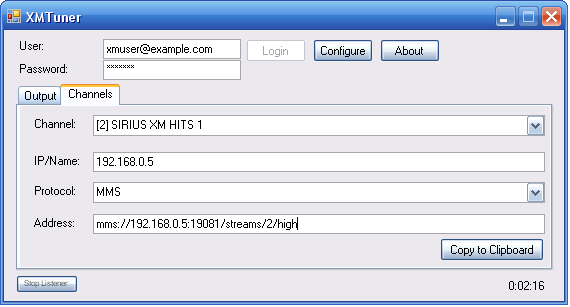 XMTuner
User: xmuser@example.com Login Configure About
Password: *******
Output Channels
Channel: [2] SIRIUS XM HITS 1
IP/Name: 192.168.0.5
Protocol: MMS
Address: mms://192.168.0.5:19081/streams/2/high
Copy to Clipboard
Stop Listener 0:02:16